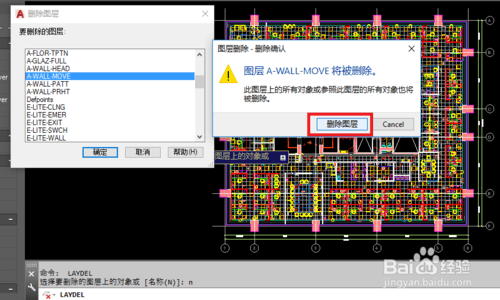 删除图层
要删除的图层:
A-FLOR-TPTN
A-GLAZ-FULL
A-WALL-HEAD
A-WALL-MOVE
A-WALL-PATT
A-WALL-PRHT
Defpoints
E-LITE-CLNG
E-LITE-EMER
E-LITE-EXIT
E-LITE-SWCH
E-LITE-WALL
确定
取消
帮助(H)
图层删除 - 删除确认
图层 A-WALL-MOVE 将被删除。
此图层上的所有对象或参照此图层的所有对象也将
被删除。
删除图层
Cancel
图层上的对象或
命令: LAYDEL
选择要删除的图层上的对象或 [名称(N)]: n
LAYDEL
Baidu 经验
jingyan.baidu.com